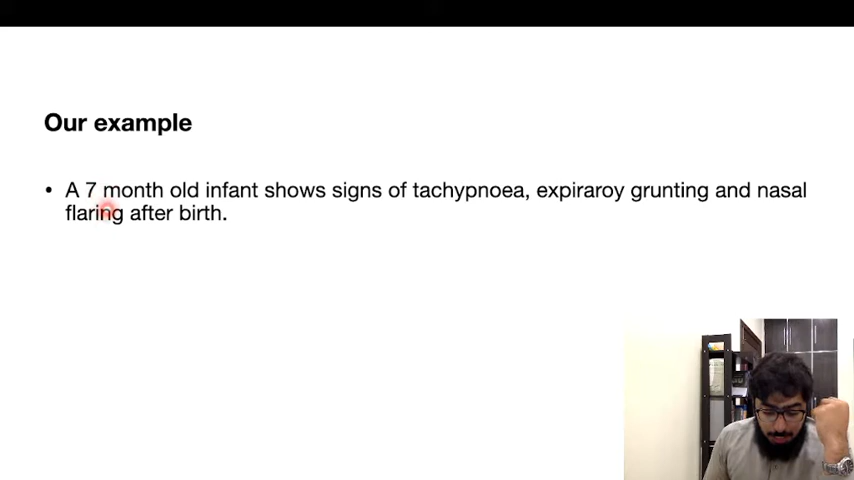 Our example
• A 7 month old infant shows signs of tachypnoea, expiraroy grunting and nasal
flaring after birth.